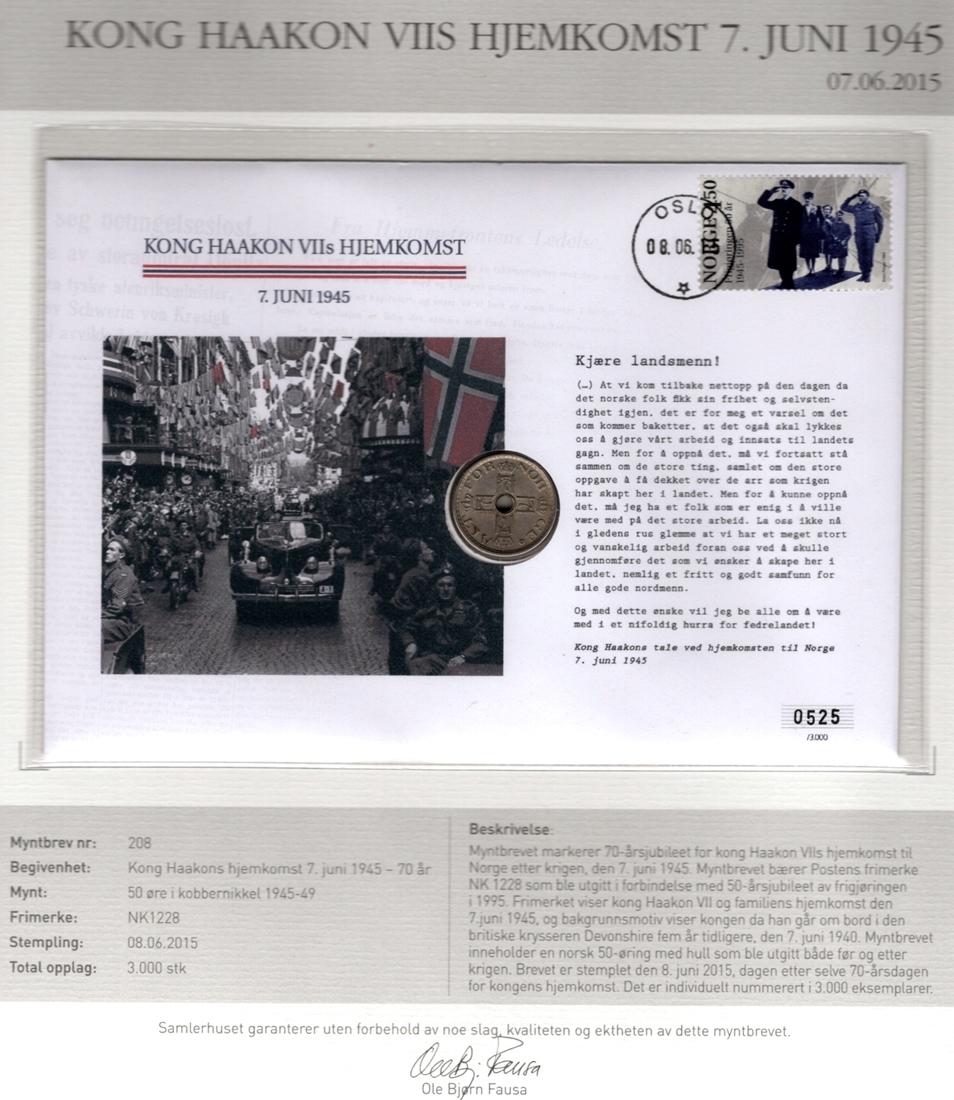 KONG HAAKON VIIS HJEMKOMST 7. JUNI 1945
07.06.2015
KONG HAAKON VIIs HJEMKOMST
7. JUNI 1945
OSLO
08.06.
NORGE 4,50
1945-1995
Kjære landsmenn!
(…) At vi kom tilbake nettopp på den dagen da
det norske folk fikk sin frihet og selvsten-
dighet igjen, det er for meg et varsel om det
som kommer baketter, at det også skal lykkes
oss å gjøre vårt arbeid og innsats til landets
gagn. Men for å oppnå det, må vi fortsatt stå
sammen om de store ting, samlet om den store
oppgave å få dekket over de arr som krigen
har skapt her i landet. Men for å kunne oppnå
det, må jeg ha et folk som er enig i å ville
være med på det store arbeid. La oss ikke nå
i gledens rus glemme at vi har et meget stort
og vanskelig arbeid foran oss ved å skulle
gjennomføre det som vi ønsker å skape her i
landet, nemlig et fritt og godt samfunn for
alle gode nordmenn.
Og med dette ønske vil jeg be alle om å være
med i et nifoldig hurra for fedrelandet!
Kong Haakons tale ved hjemkomsten til Norge
7. juni 1945
0525
/3.000
Myntbrev nr: 208
Begivenhet: Kong Haakons hjemkomst 7. juni 1945 – 70 år
Mynt: 50 øre i kobbernikkel 1945-49
Frimerke: NK1228
Stempling: 08.06.2015
Total opplag: 3.000 stk
Beskrivelse:
Myntbrevet markerer 70-årsjubileet for kong Haakon VIIs hjemkomst til
Norge etter krigen, den 7. juni 1945. Myntbrevet bærer Postens frimerke
NK 1228 som ble utgitt i forbindelse med 50-årsjubileet av frigjøringen
i 1995. Frimerket viser kong Haakon VII og familiens hjemkomst den
7.juni 1945, og bakgrunnsmotiv viser kongen da han går om bord i den
britiske krysseren Devonshire fem år tidligere, den 7. juni 1940. Myntbrevet
inneholder en norsk 50-øring med hull som ble utgitt både før og etter
krigen. Brevet er stemplet den 8. juni 2015, dagen etter selve 70-årsdagen
for kongens hjemkomst. Det er individuelt nummerert i 3.000 eksemplarer.
Samlerhuset garanterer uten forbehold av noe slag, kvaliteten og ektheten av dette myntbrevet.
Ole Bj. Fausa
Ole Bjørn Fausa